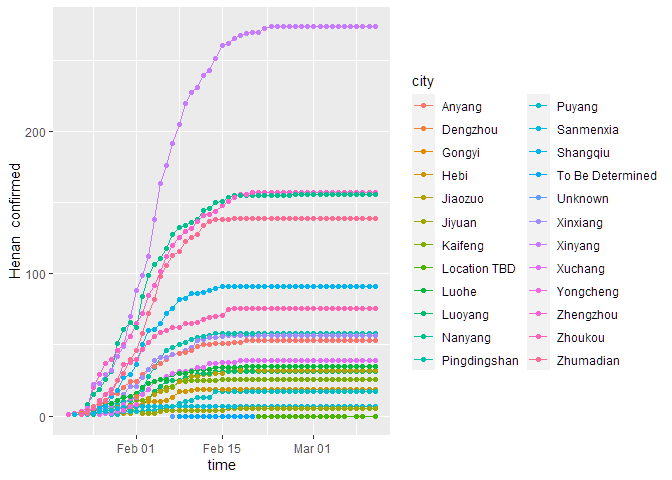 Henan confirmed
200
100
0
Feb 01
Feb 15
Mar 01
time
city
Anyang
Dengzhou
Gongyi
Hebi
Jiaozuo
Jiyuan
Kaifeng
Location TBD
Luohe
Luoyang
Nanyang
Pingdingshan
Puyang
Sanmenxia
Shangqiu
To Be Determined
Unknown
Xinxiang
Xinyang
Xuchang
Yongcheng
Zhengzhou
Zhoukou
Zhumadian